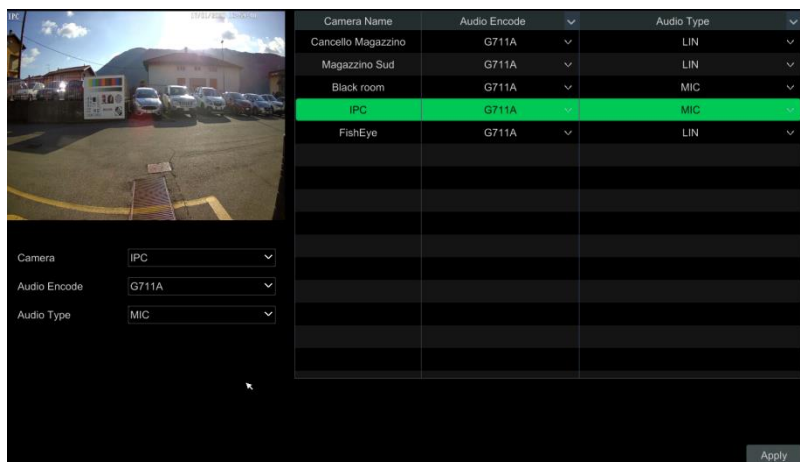 IPC
Camera Name Audio Encode Audio Type
Cancello Magazzino G711A LIN
Magazzino Sud G711A LIN
Black room G711A MIC
IPC G711A MIC
FishEye G711A LIN
Camera IPC
Audio Encode G711A
Audio Type MIC
Apply